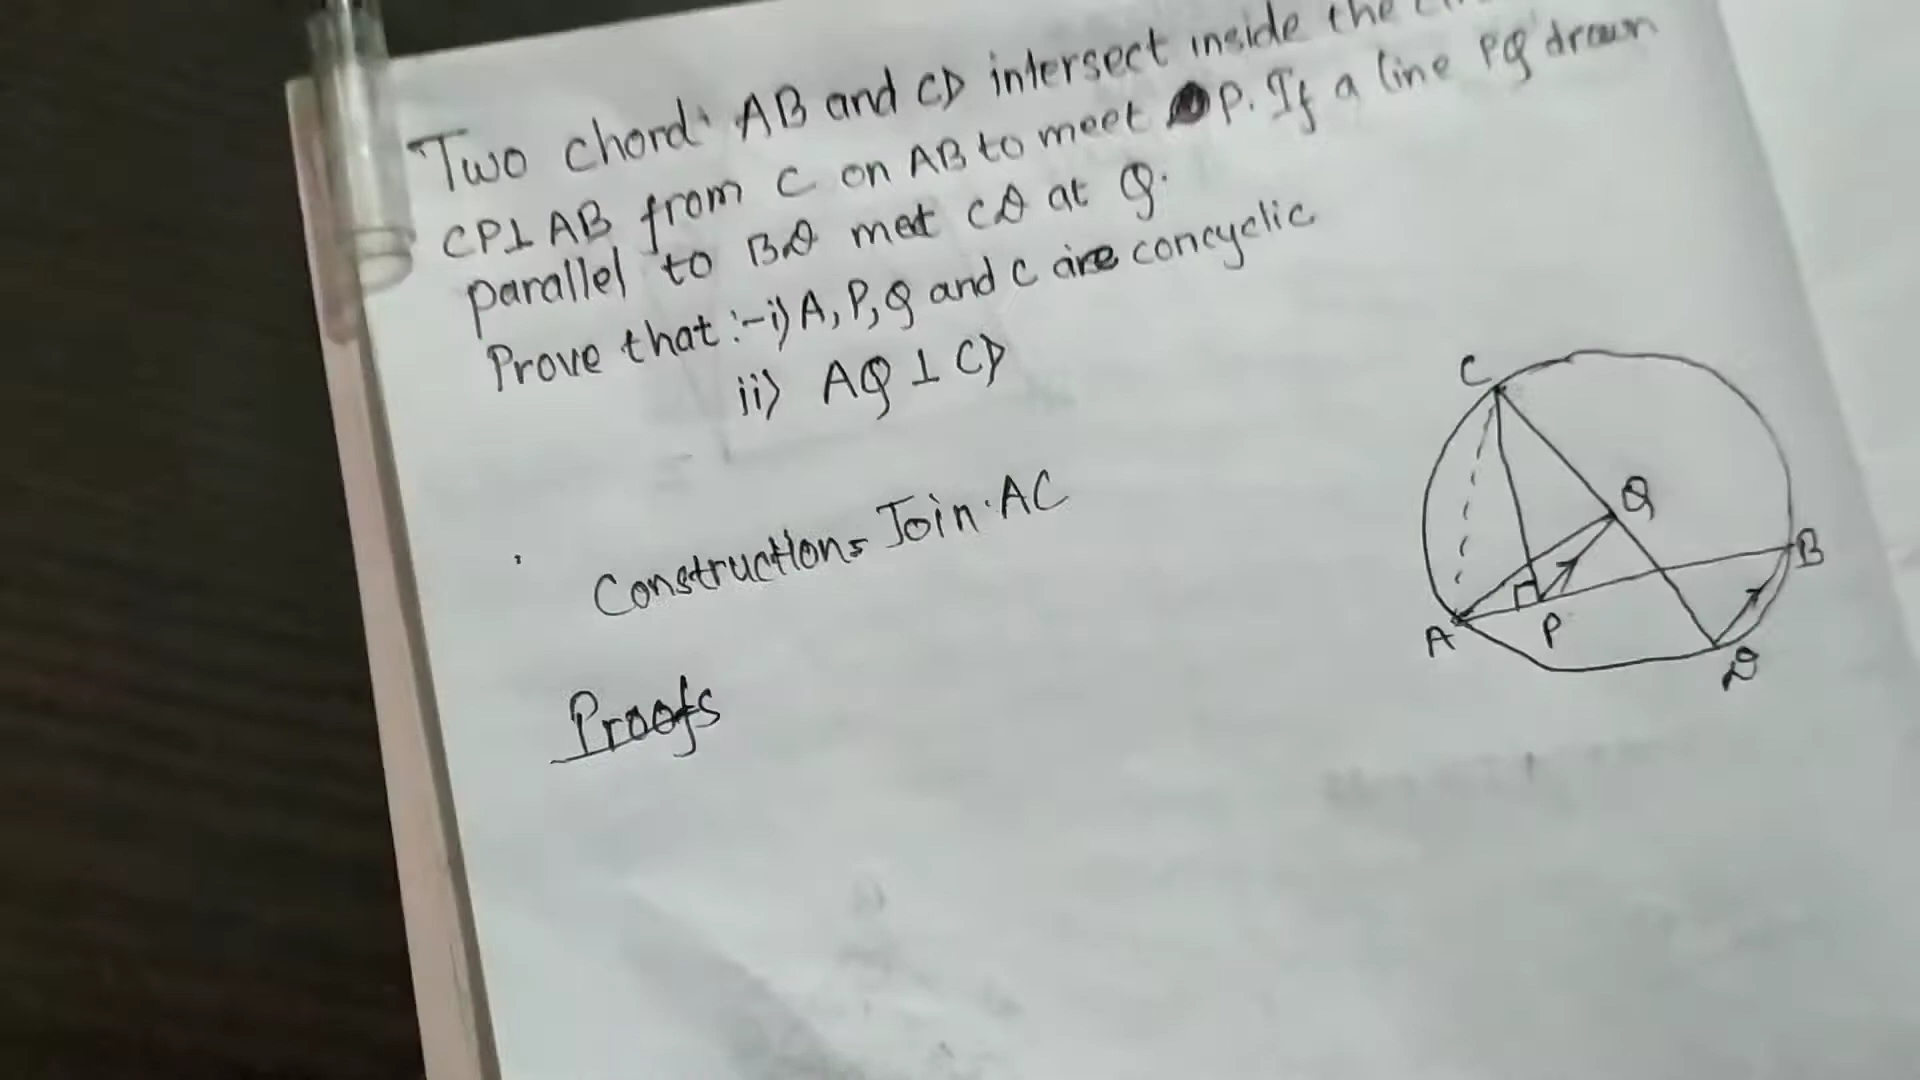 Two chord AB and CD intersect inside the
CP⊥AB from C on AB to meet P. If a line PQ drawn
parallel to BD met CD at Q.
Prove that :- i) A, P, Q and C are concyclic
ii) AQ ⊥ CD
Construction:- Join AC
Proof:-
C
Q
B
A
P
D